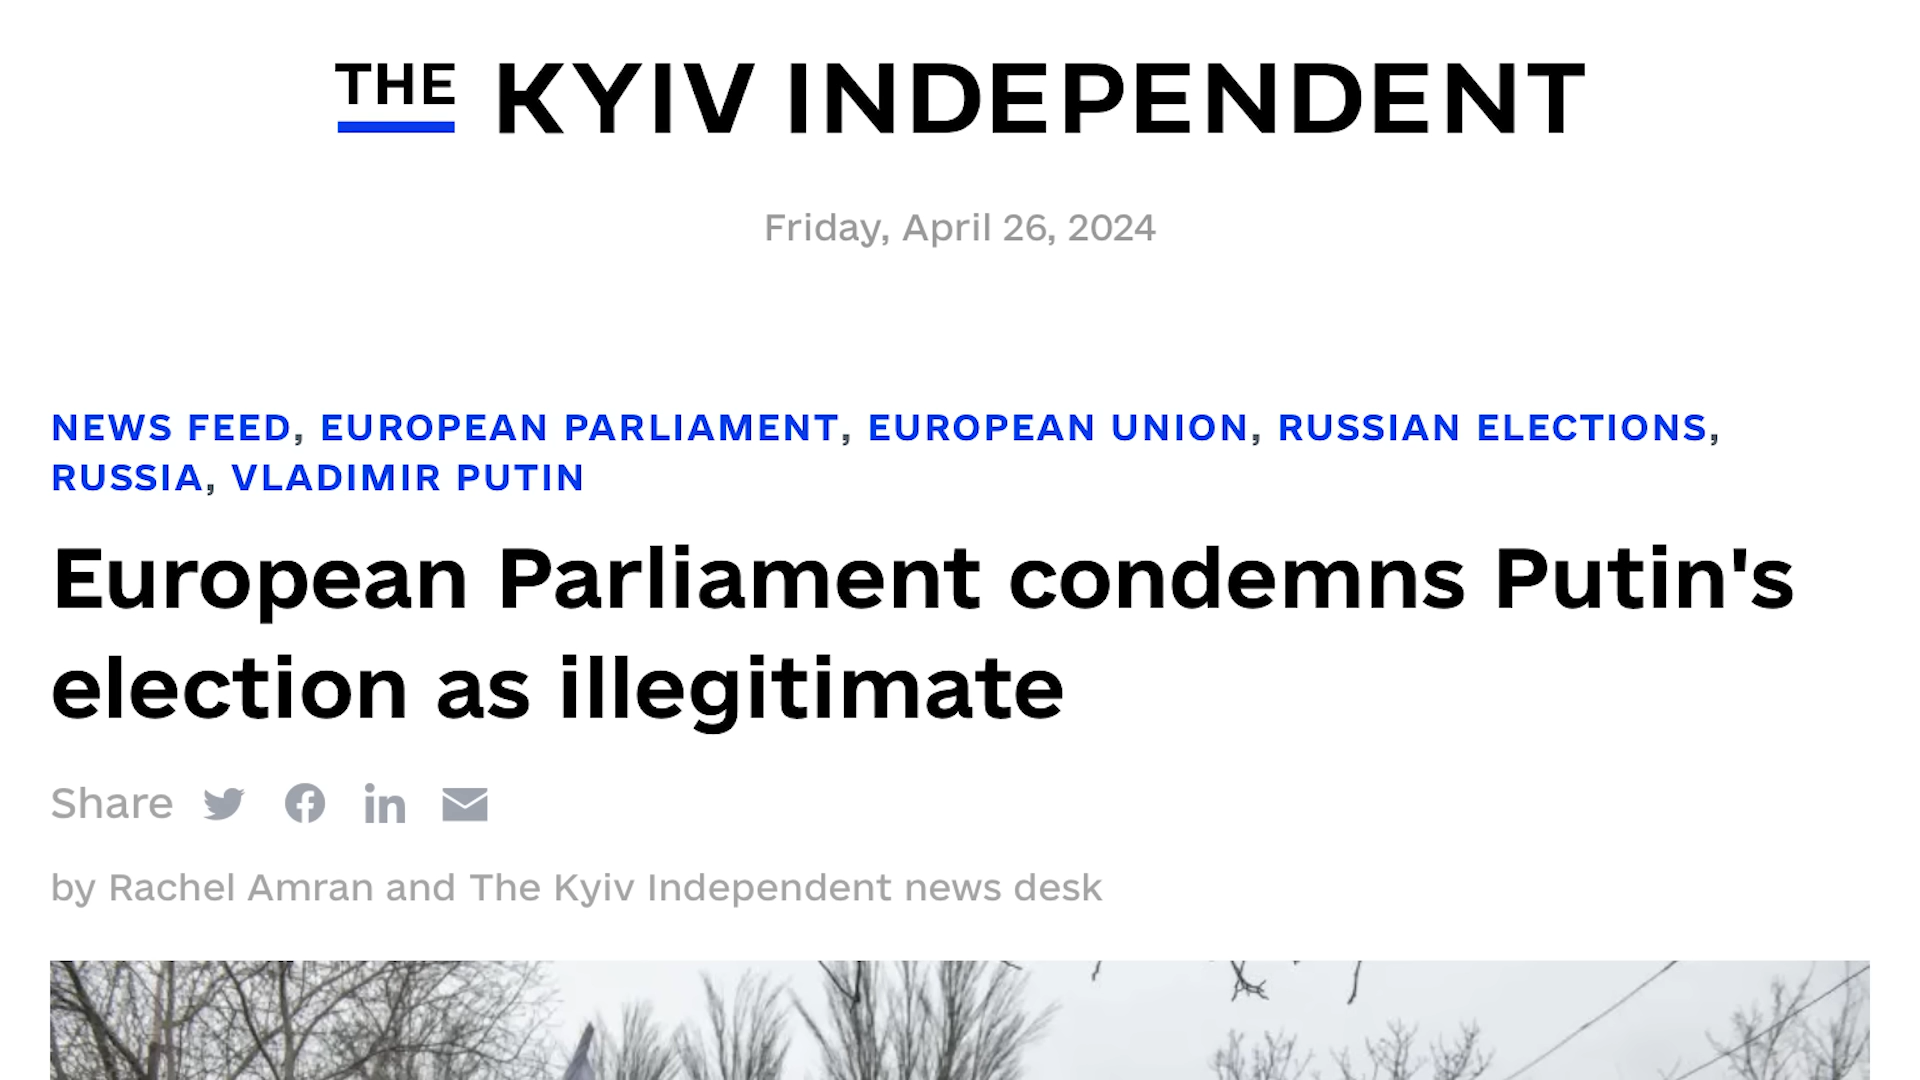 THE KYIV INDEPENDENT
Friday, April 26, 2024
NEWS FEED, EUROPEAN PARLIAMENT, EUROPEAN UNION, RUSSIAN ELECTIONS,
RUSSIA, VLADIMIR PUTIN
European Parliament condemns Putin's
election as illegitimate
Share
by Rachel Amran and The Kyiv Independent news desk